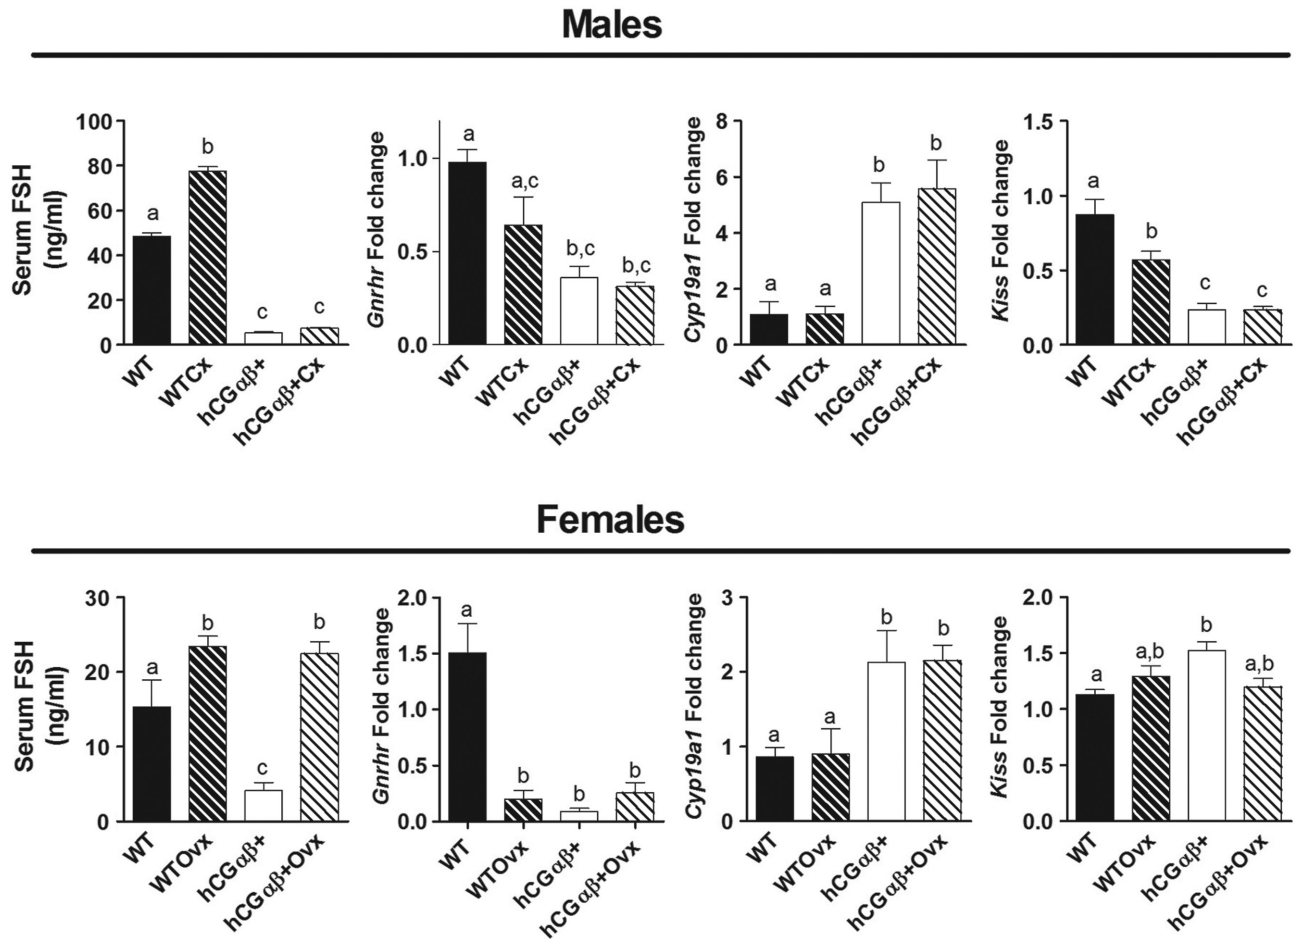 Males
Serum FSH
(ng/ml)
100
80
60
40
20
0
a
b
c
c
WT
WTCx
hCGαβ+
hCGαβ+Cx
Gnrhr Fold change
1.0
0.5
0.0
a
a,c
b,c
b,c
WT
WTCx
hCGαβ+
hCGαβ+Cx
Cyp19a1 Fold change
8
6
4
2
0
a
a
b
b
WT
WTCx
hCGαβ+
hCGαβ+Cx
Kiss Fold change
1.5
1.0
0.5
0.0
a
b
c
c
WT
WTCx
hCGαβ+
hCGαβ+Cx
Females
Serum FSH
(ng/ml)
30
20
10
0
a
b
c
b
WT
WTOvx
hCGαβ+
hCGαβ+Ovx
Gnrhr Fold change
2.0
1.5
1.0
0.5
0.0
a
b
b
b
WT
WTOvx
hCGαβ+
hCGαβ+Ovx
Cyp19a1 Fold change
3
2
1
0
a
a
b
b
WT
WTOvx
hCGαβ+
hCGαβ+Ovx
Kiss Fold change
2.0
1.5
1.0
0.5
0.0
a
a,b
b
a,b
WT
WTOvx
hCGαβ+
hCGαβ+Ovx